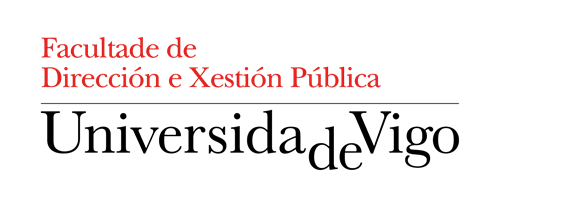 Facultade de
Dirección e Xestión Pública
UniversidadeVigo